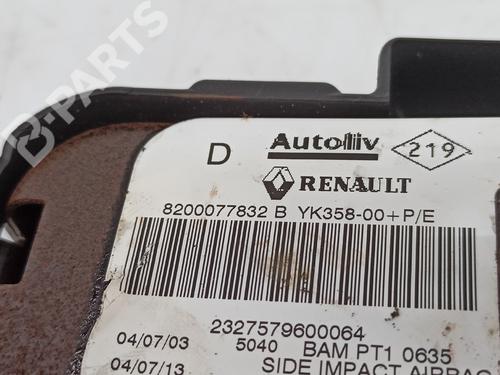 B-PARTS
D
Autoliv
219
RENAULT
8200077832 B YK358-00+P/E
2327579600064
04/07/03 5040 BAM PT1 0635
04/07/13 SIDE IMPACT AIRBAG